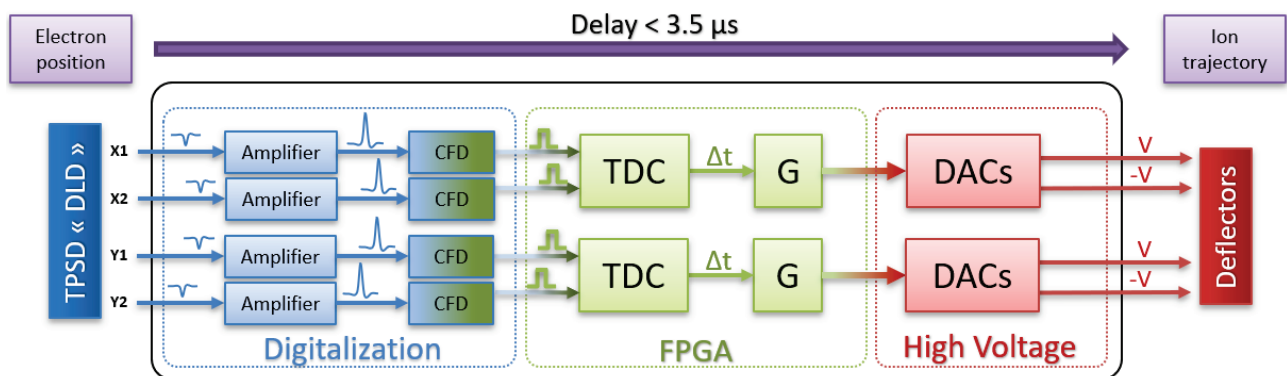 Electron
position
Delay < 3.5 µs
Ion
trajectory
TPSD « DLD »
X1
Amplifier
CFD
X2
Amplifier
CFD
TDC
Δt
G
DACs
V
-V
Y1
Amplifier
CFD
Y2
Amplifier
CFD
TDC
Δt
G
DACs
V
-V
Deflectors
Digitalization
FPGA
High Voltage